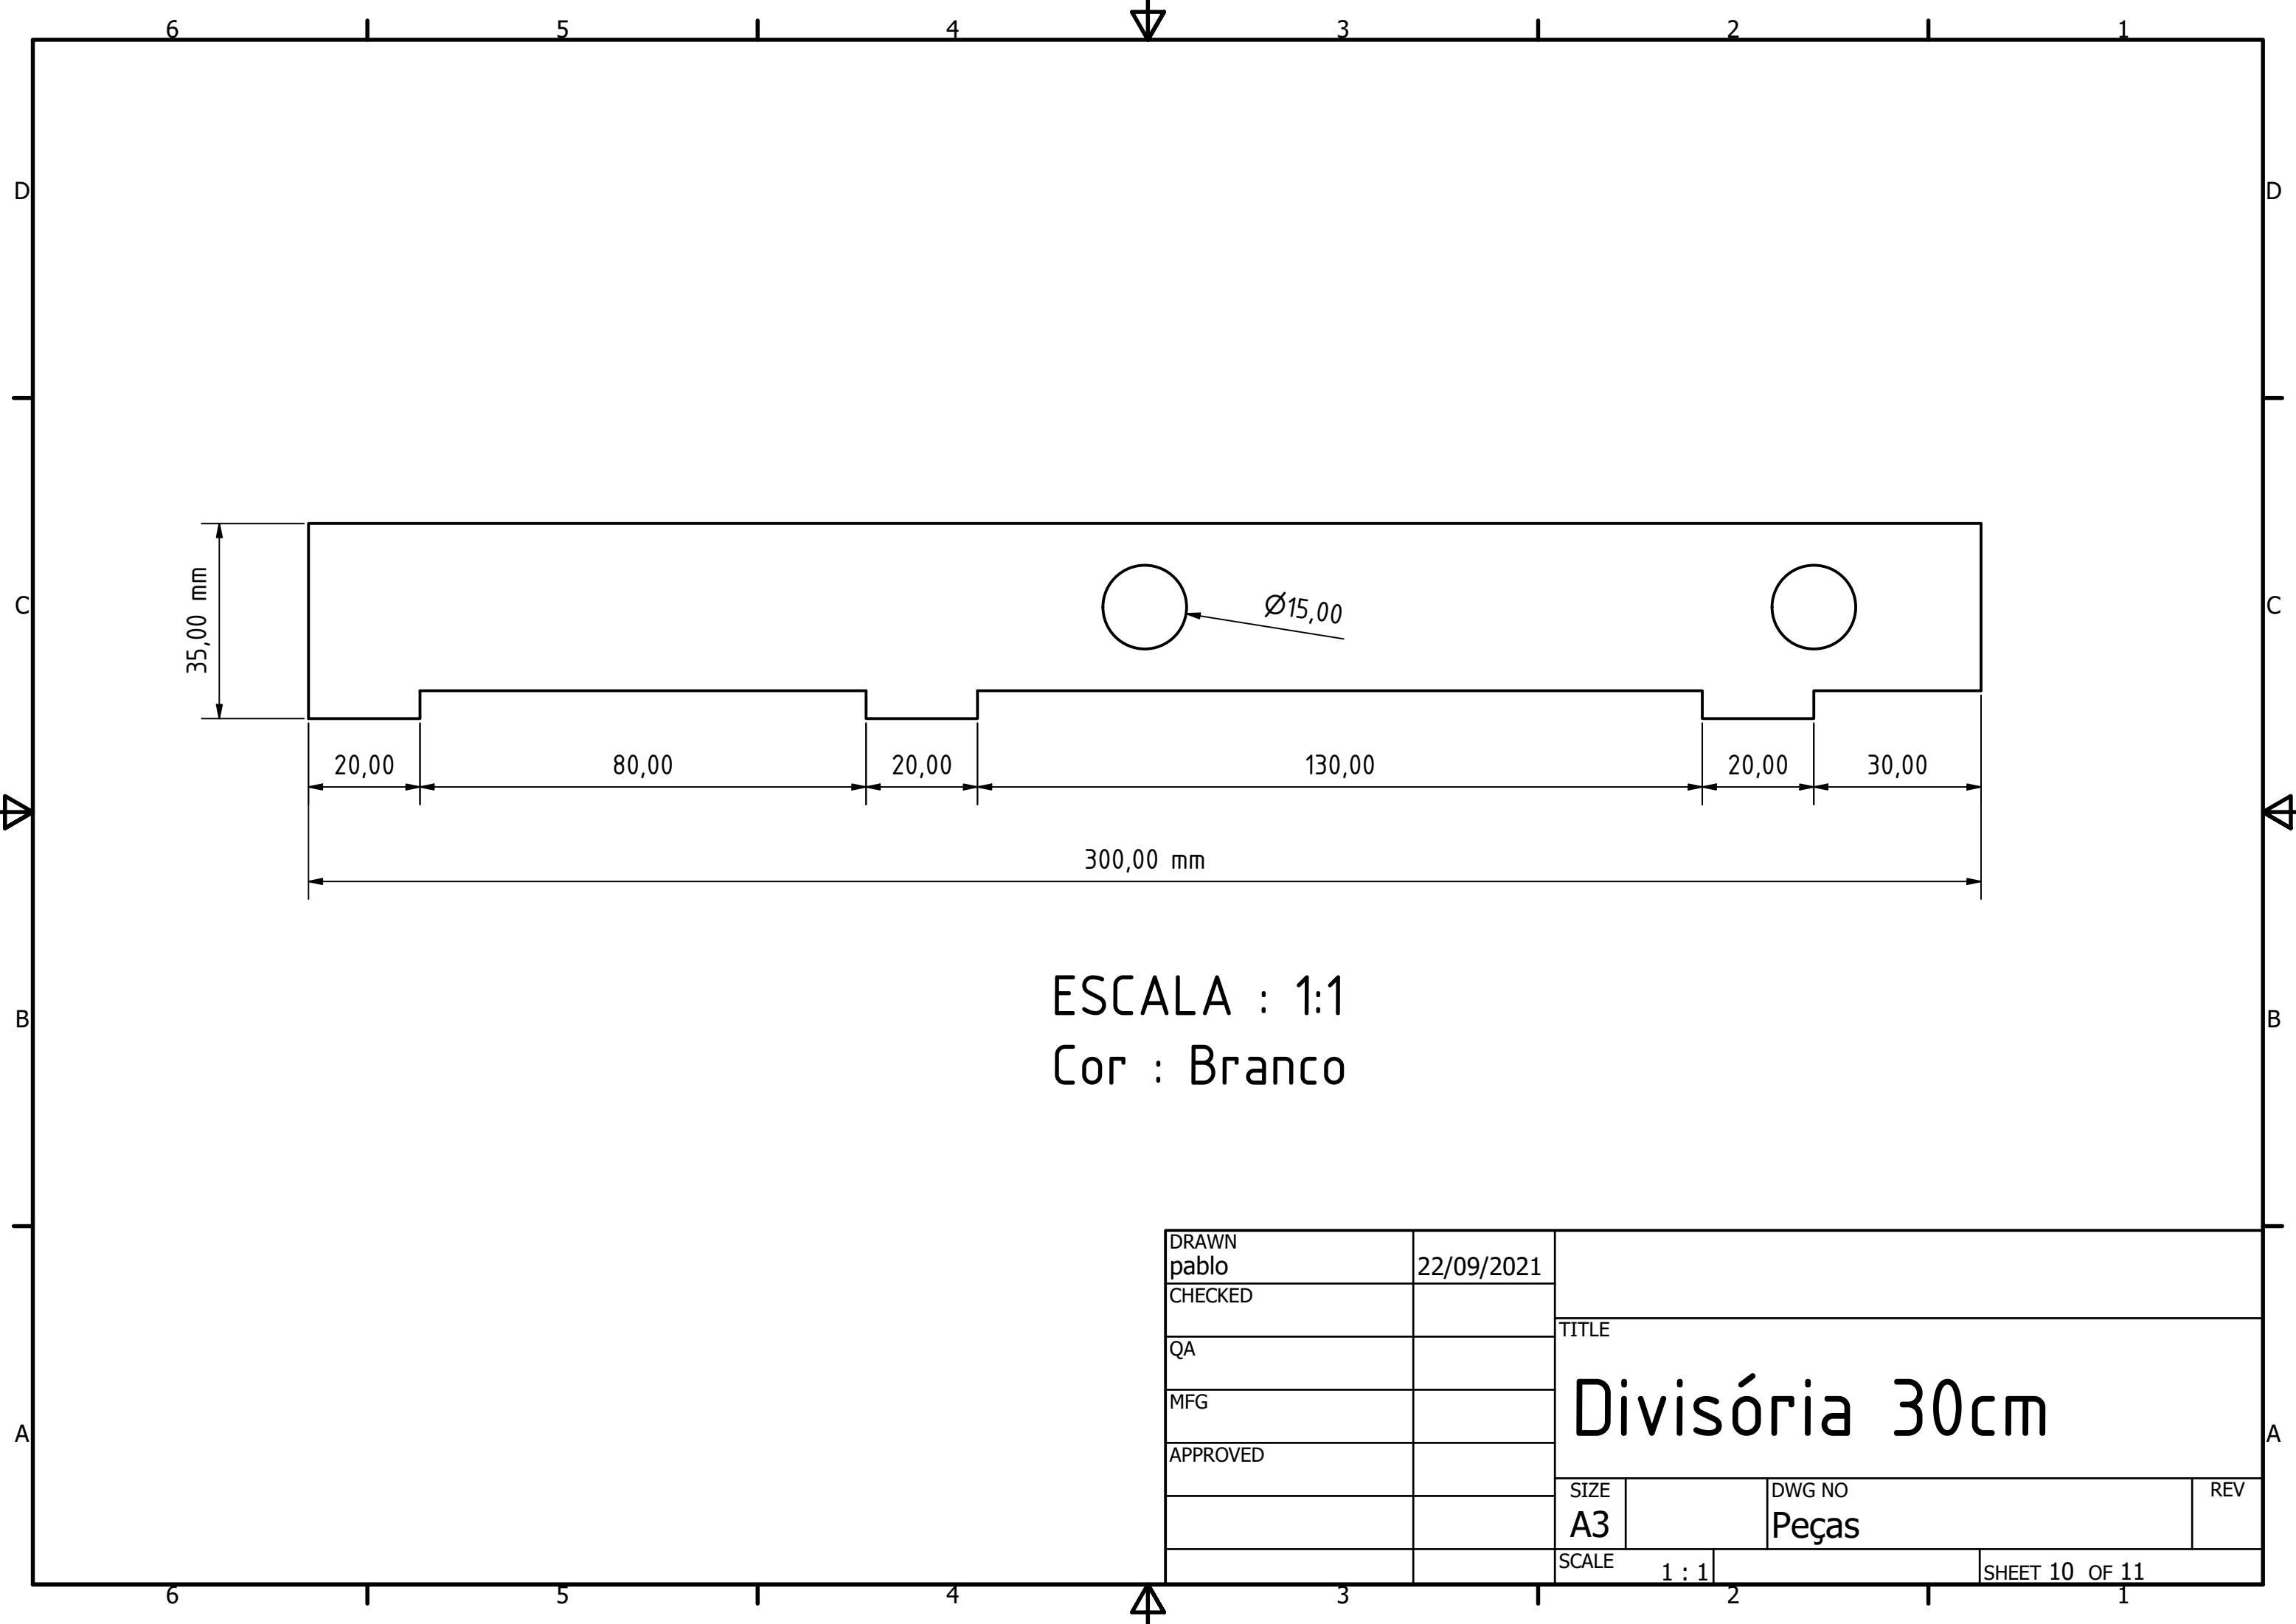 6 5 4 3 2 1
D D
35,00 mm
Ø15,00
C C
20,00 80,00 20,00 130,00 20,00 30,00
300,00 mm
ESCALA : 1:1
B B
Cor : Branco
DRAWN
pablo 22/09/2021
CHECKED
TITLE
QA
Divisória 30cm
MFG
A A
APPROVED
SIZE DWG NO REV
A3 Peças
SCALE 1 : 1 SHEET 10 OF 11
6 5 4 3 2 1